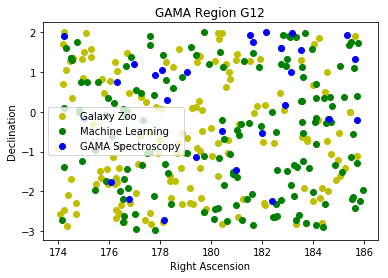 GAMA Region G12
2
1
0
−1
−2
−3
Declination
Galaxy Zoo
Machine Learning
GAMA Spectroscopy
174 176 178 180 182 184 186
Right Ascension